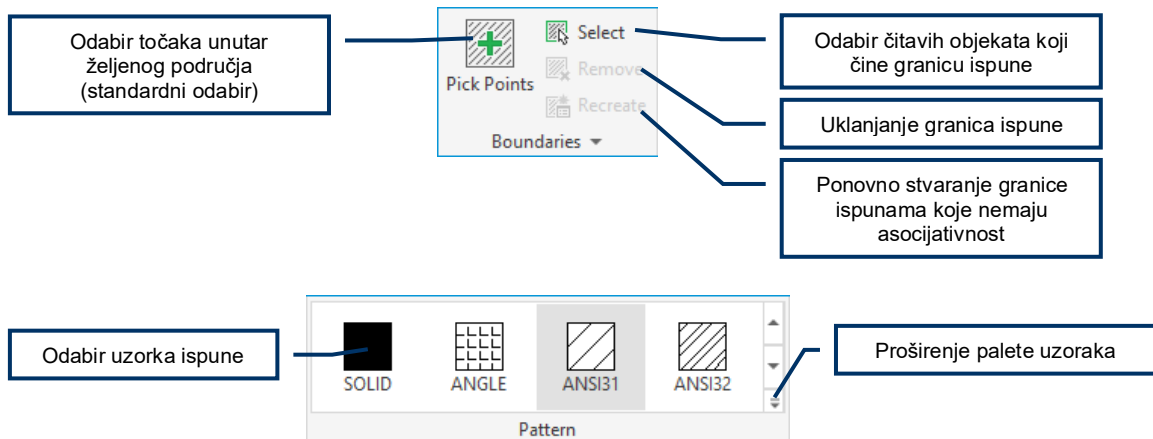 Odabir točaka unutar
željenog područja
(standardni odabir)
Pick Points
Select
Remove
Recreate
Boundaries
Odabir čitavih objekata koji
čine granicu ispune
Uklanjanje granica ispune
Ponovno stvaranje granice
ispunama koje nemaju
asocijativnost
Odabir uzorka ispune
SOLID
ANGLE
ANSI31
ANSI32
Pattern
Proširenje palete uzoraka